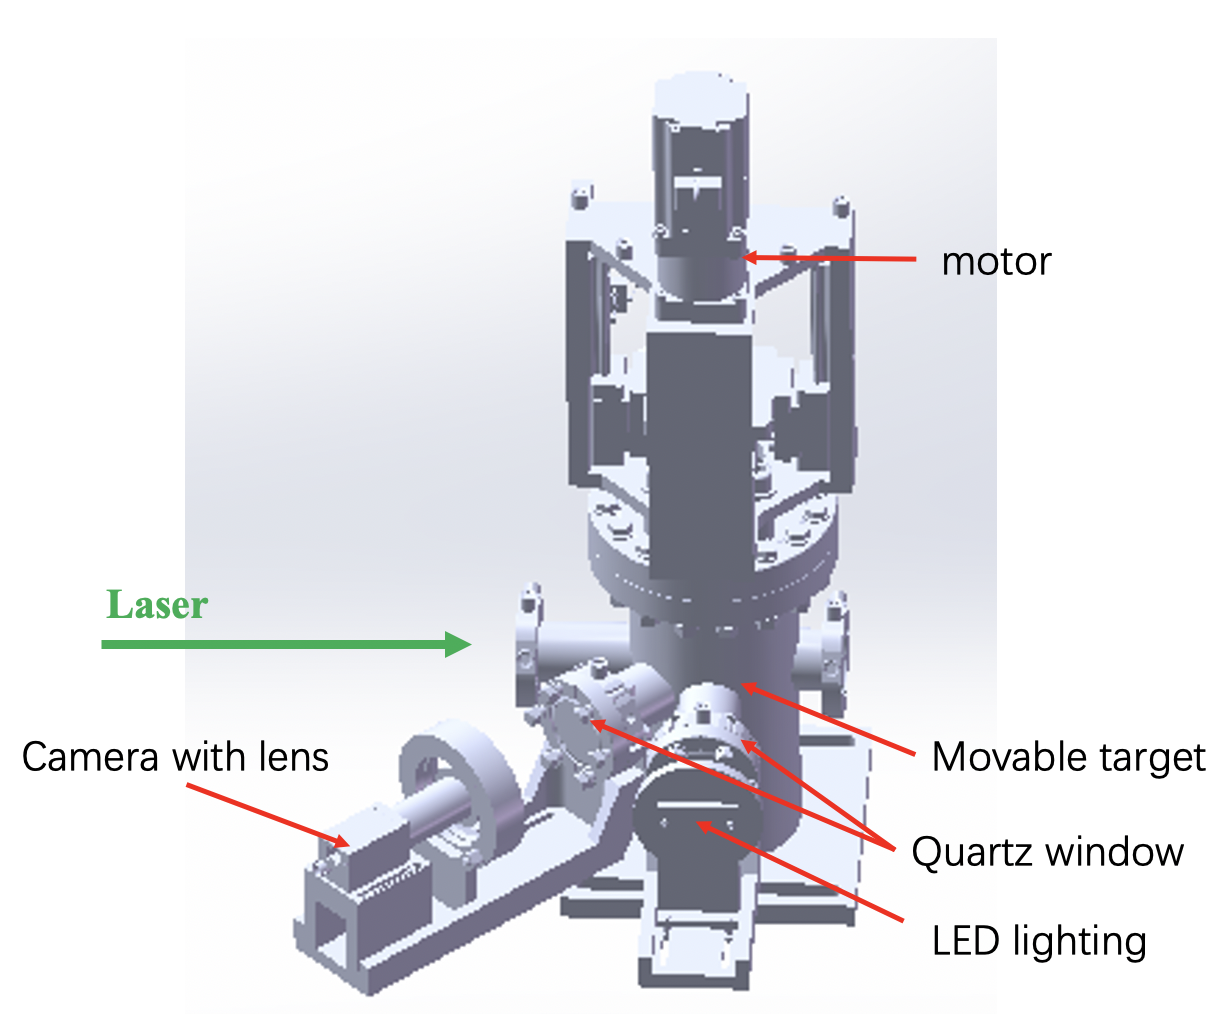 motor
Laser
Camera with lens
Movable target
Quartz window
LED lighting